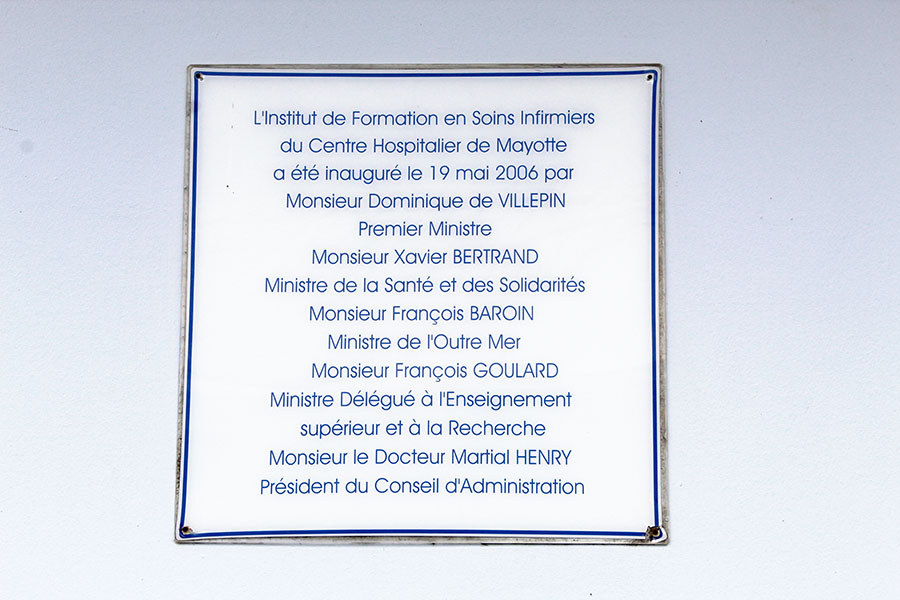 L'Institut de Formation en Soins Infirmiers
du Centre Hospitalier de Mayotte
a été inauguré le 19 mai 2006 par
Monsieur Dominique de VILLEPIN
Premier Ministre
Monsieur Xavier BERTRAND
Ministre de la Santé et des Solidarités
Monsieur François BAROIN
Ministre de l'Outre Mer
Monsieur François GOULARD
Ministre Délégué à l'Enseignement
supérieur et à la Recherche
Monsieur le Docteur Martial HENRY
Président du Conseil d'Administration